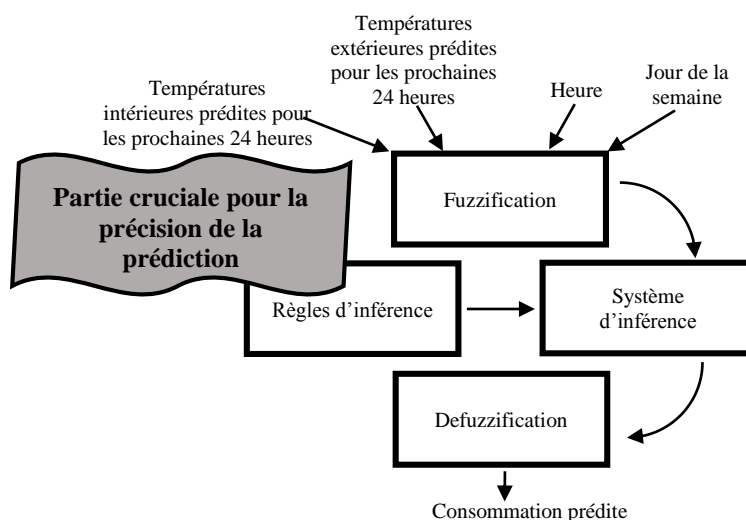 Températures
extérieures prédites
pour les prochaines
24 heures
Températures
intérieures prédites pour
les prochaines 24 heures
Heure
Jour de la
semaine
Partie cruciale pour la
précision de la
prédiction
Fuzzification
Règles d’inférence
Système
d’inférence
Defuzzification
Consommation prédite